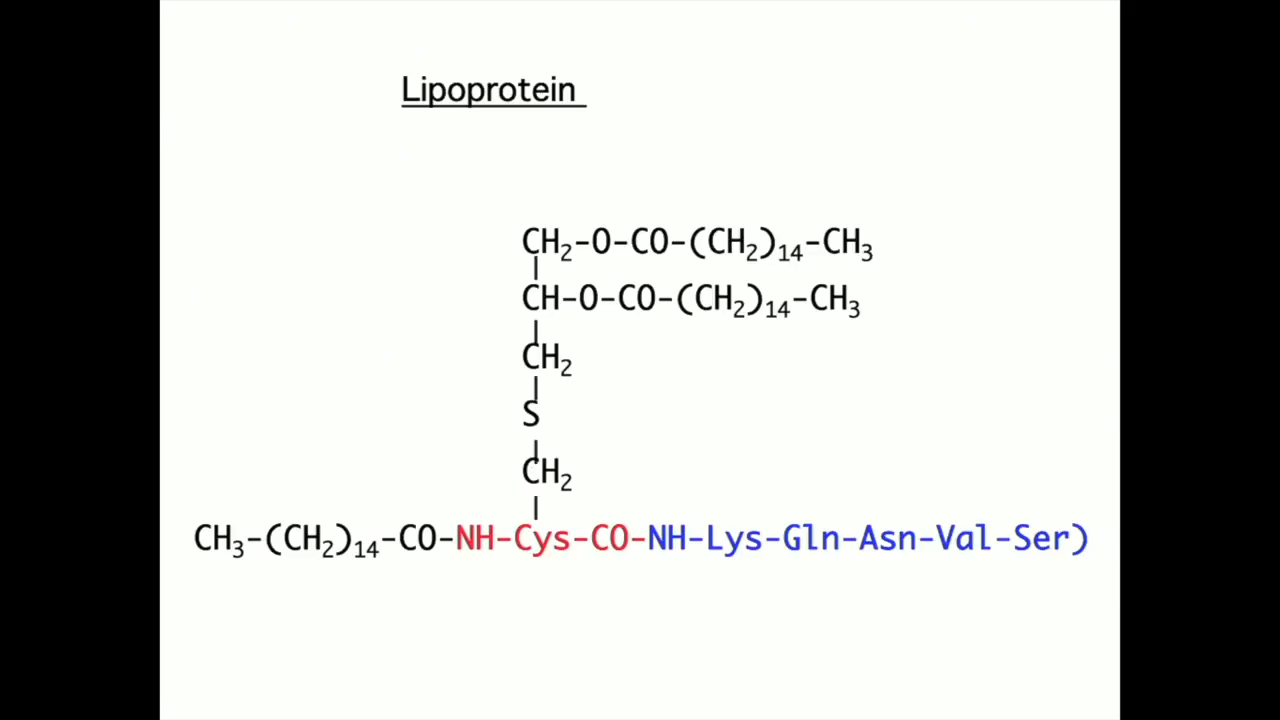 Lipoprotein
CH₂-O-CO-(CH₂)₁₄-CH₃
CH-O-CO-(CH₂)₁₄-CH₃
CH₂
S
CH₂
CH₃-(CH₂)₁₄-CO-NH-Cys-CO-NH-Lys-Gln-Asn-Val-Ser)